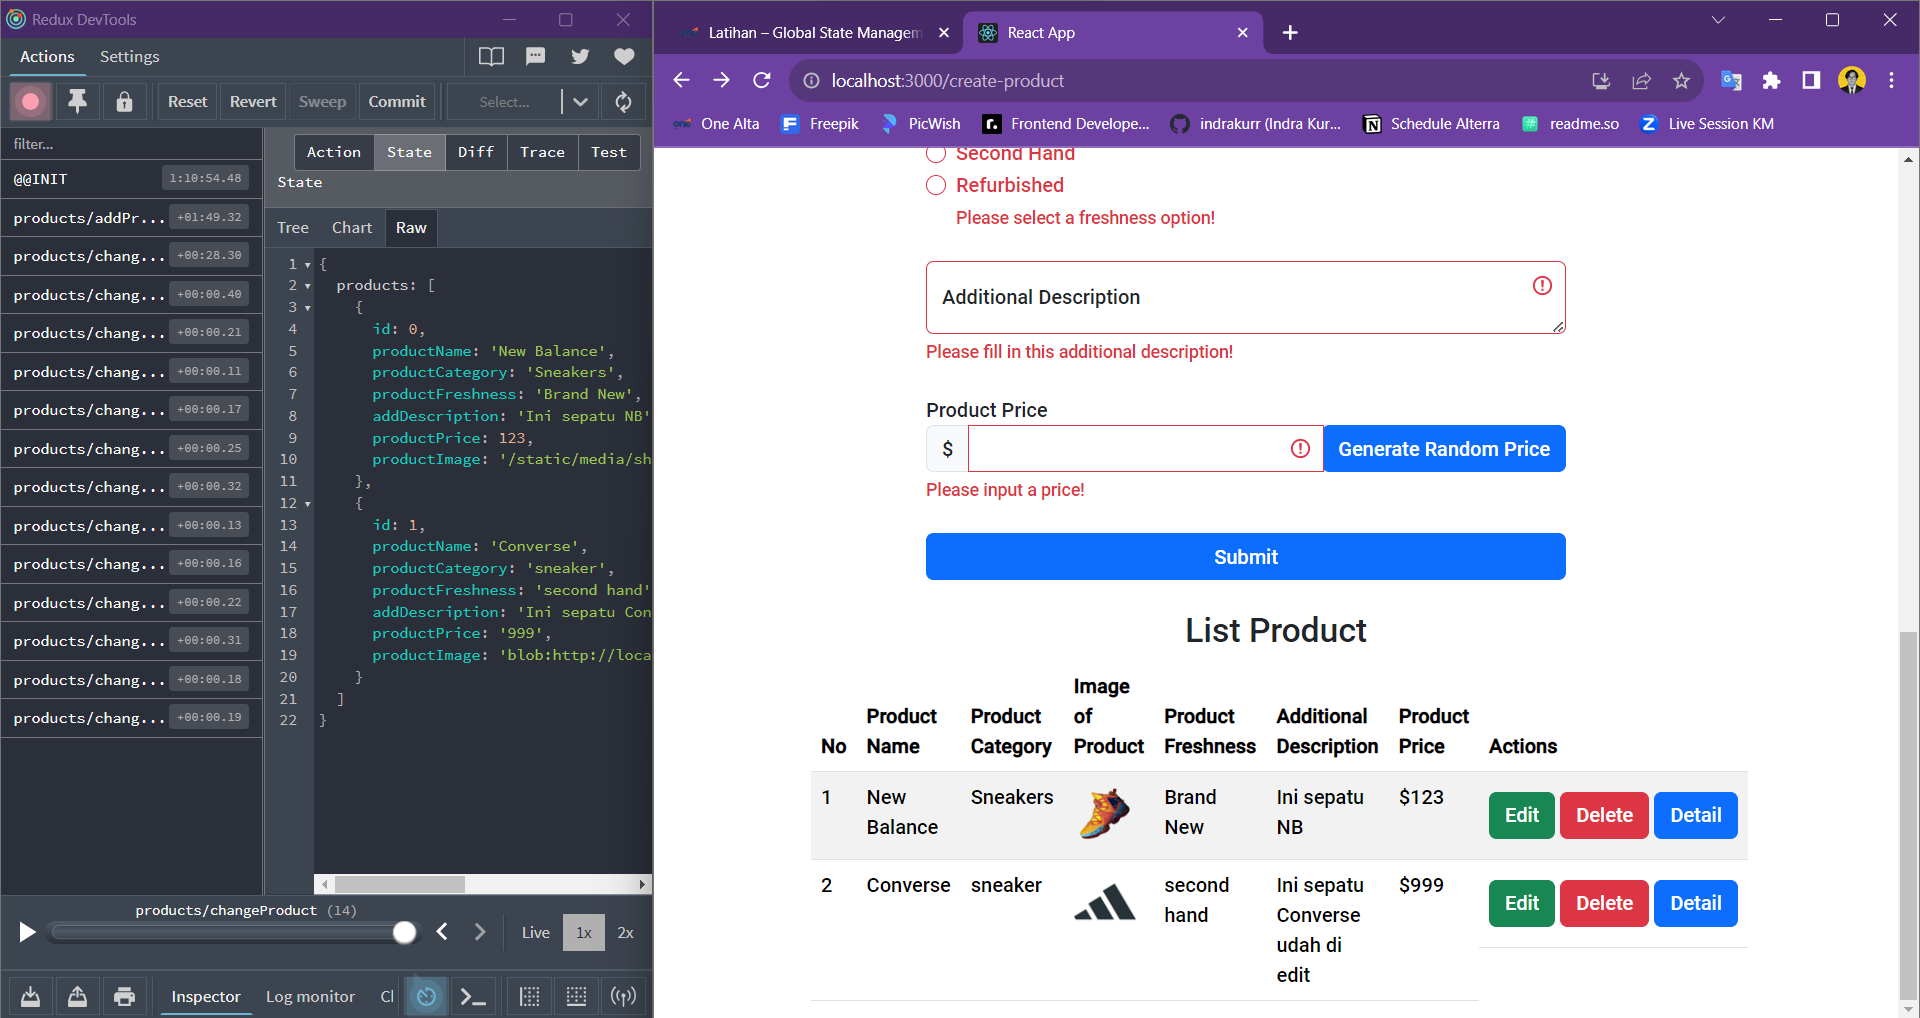 Redux DevTools
Actions
Settings
Reset
Revert
Sweep
Commit
Select...
filter...
@@INIT
1:10:54.48
products/addPr...
+01:49.32
products/chang...
+00:28.30
products/chang...
+00:00.40
products/chang...
+00:00.21
products/chang...
+00:00.11
products/chang...
+00:00.17
products/chang...
+00:00.25
products/chang...
+00:00.32
products/chang...
+00:00.13
products/chang...
+00:00.16
products/chang...
+00:00.22
products/chang...
+00:00.31
products/chang...
+00:00.18
products/chang...
+00:00.19
Action
State
Diff
Trace
Test
State
Tree
Chart
Raw
1 {
2 products: [
3 {
4 id: 0,
5 productName: 'New Balance',
6 productCategory: 'Sneakers',
7 productFreshness: 'Brand New',
8 addDescription: 'Ini sepatu NB'
9 productPrice: 123,
10 productImage: '/static/media/sh
11 },
12 {
13 id: 1,
14 productName: 'Converse',
15 productCategory: 'sneaker',
16 productFreshness: 'second hand'
17 addDescription: 'Ini sepatu Con
18 productPrice: '999',
19 productImage: 'blob:http://loca
20 }
21 ]
22 }
products/changeProduct (14)
Live
1x
2x
Inspector
Log monitor
Latihan – Global State Managem
React App
localhost:3000/create-product
One Alta
Freepik
PicWish
Frontend Develope...
indrakurr (Indra Kur...
Schedule Alterra
readme.so
Live Session KM
Second Hand
Refurbished
Please select a freshness option!
Additional Description
Please fill in this additional description!
Product Price
$
Generate Random Price
Please input a price!
Submit
List Product
No
Product Name
Product Category
Image of Product
Product Freshness
Additional Description
Product Price
Actions
1
New Balance
Sneakers
Brand New
Ini sepatu NB
$123
Edit
Delete
Detail
2
Converse
sneaker
second hand
Ini sepatu Converse udah di edit
$999
Edit
Delete
Detail